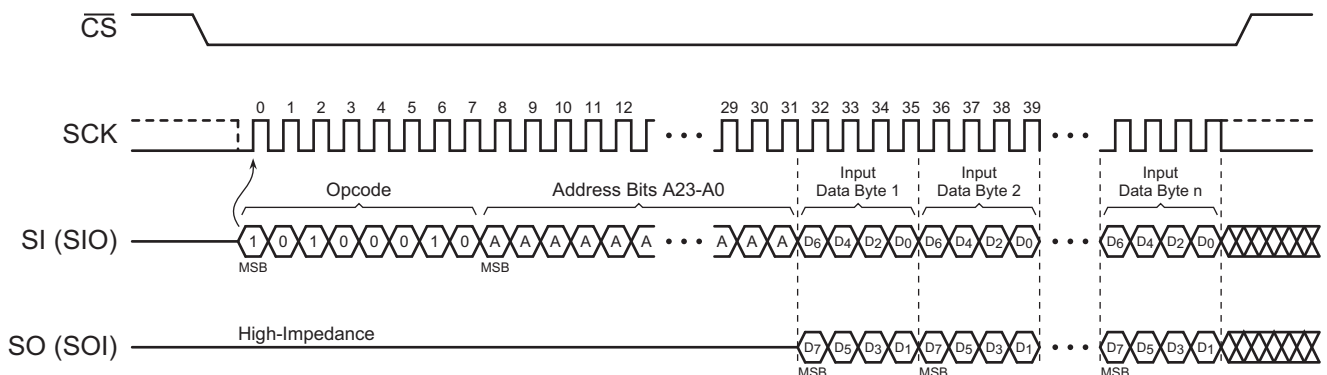 CS
0 1 2 3 4 5 6 7 8 9 10 11 12 29 30 31 32 33 34 35 36 37 38 39
SCK
Opcode Address Bits A23-A0 Input Data Byte 1 Input Data Byte 2 Input Data Byte n
SI (SIO) 1 0 1 0 0 0 1 0 A A A A A A A A A D6 D4 D2 D0 D6 D4 D2 D0 D6 D4 D2 D0
MSB MSB
High-Impedance
SO (SOI) D7 D5 D3 D1 D7 D5 D3 D1 D7 D5 D3 D1
MSB MSB MSB